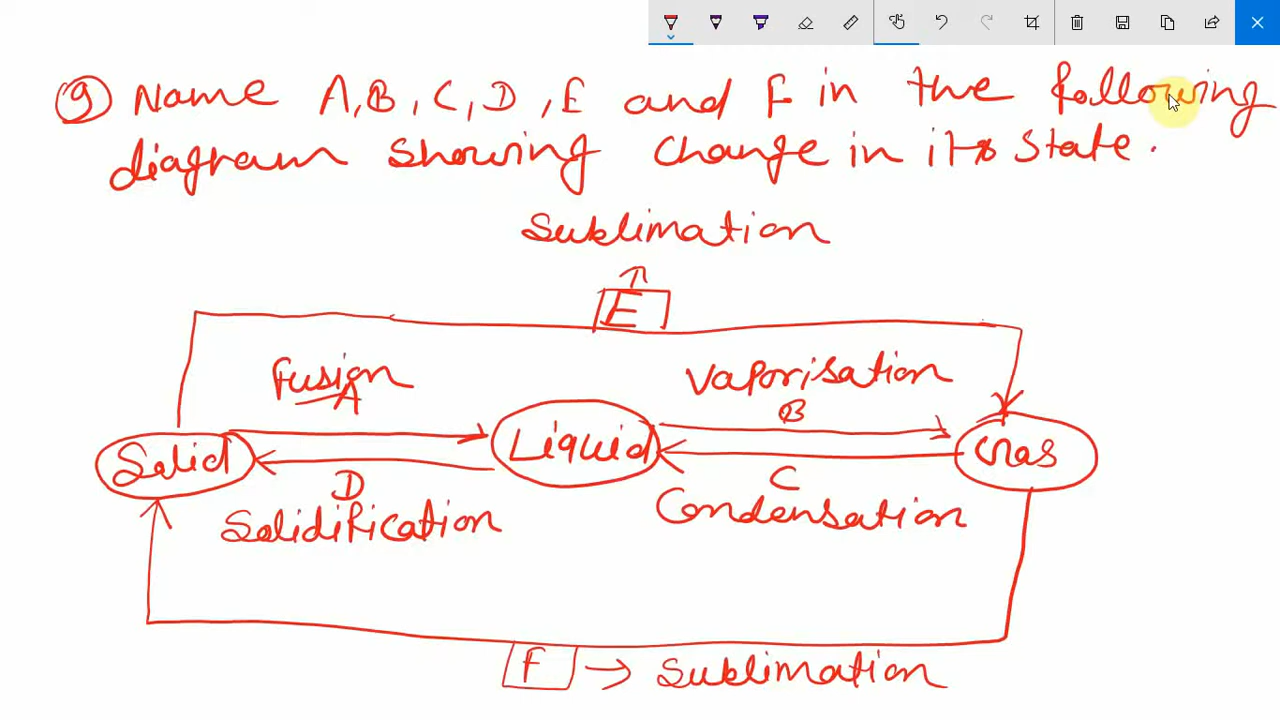 9) Name A, B, C, D, E and F in the following
diagram showing change in its state.
Sublimation
E
Fusion
A
Vaporisation
B
Solid
Liquid
Gas
D
Solidification
C
Condensation
F → Sublimation